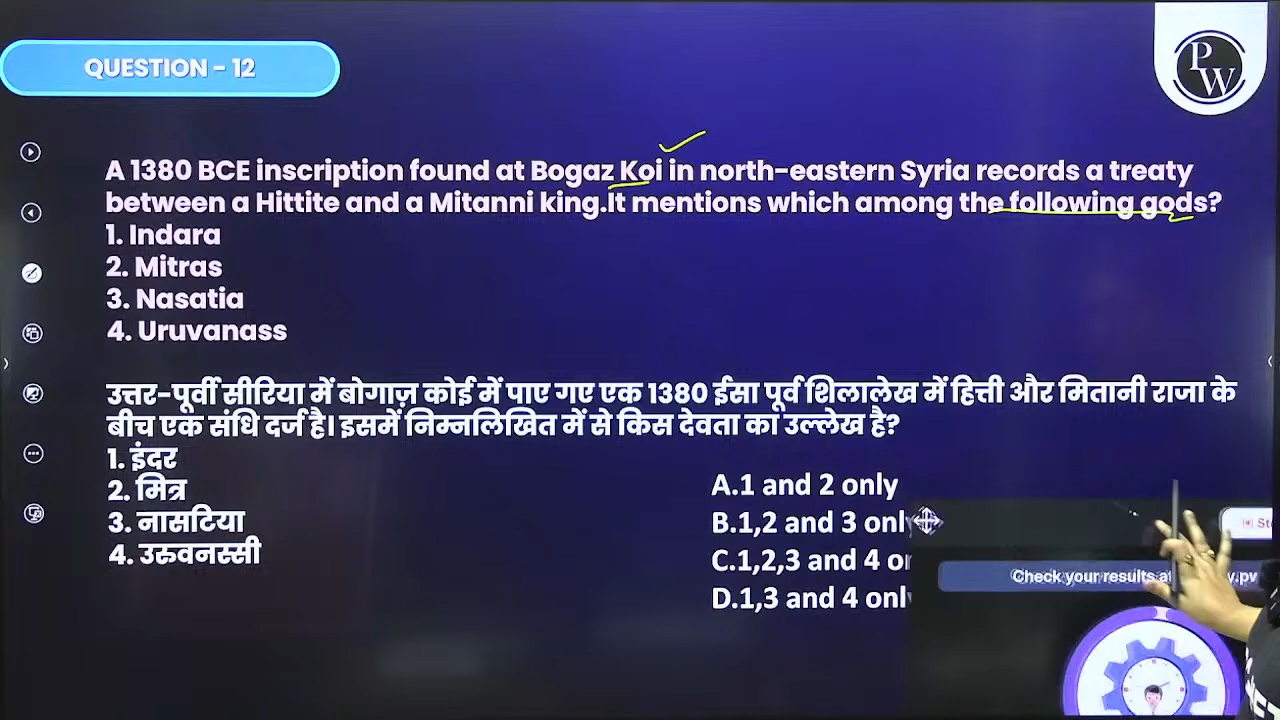 QUESTION - 12
P
W
A 1380 BCE inscription found at Bogaz Koi in north-eastern Syria records a treaty
between a Hittite and a Mitanni king.It mentions which among the following gods?
1. Indara
2. Mitras
3. Nasatia
4. Uruvanass
उत्तर-पूर्वी सीरिया में बोगाज़ कोई में पाए गए एक 1380 ईसा पूर्व शिलालेख में हित्ती और मितानी राजा के
बीच एक संधि दर्ज है। इसमें निम्नलिखित में से किस देवता का उल्लेख है?
1. इंदर
2. मित्र
3. नासटिया
4. उरुवनस्सी
A.1 and 2 only
B.1,2 and 3 only
C.1,2,3 and 4
D.1,3 and 4 only
Check your results at